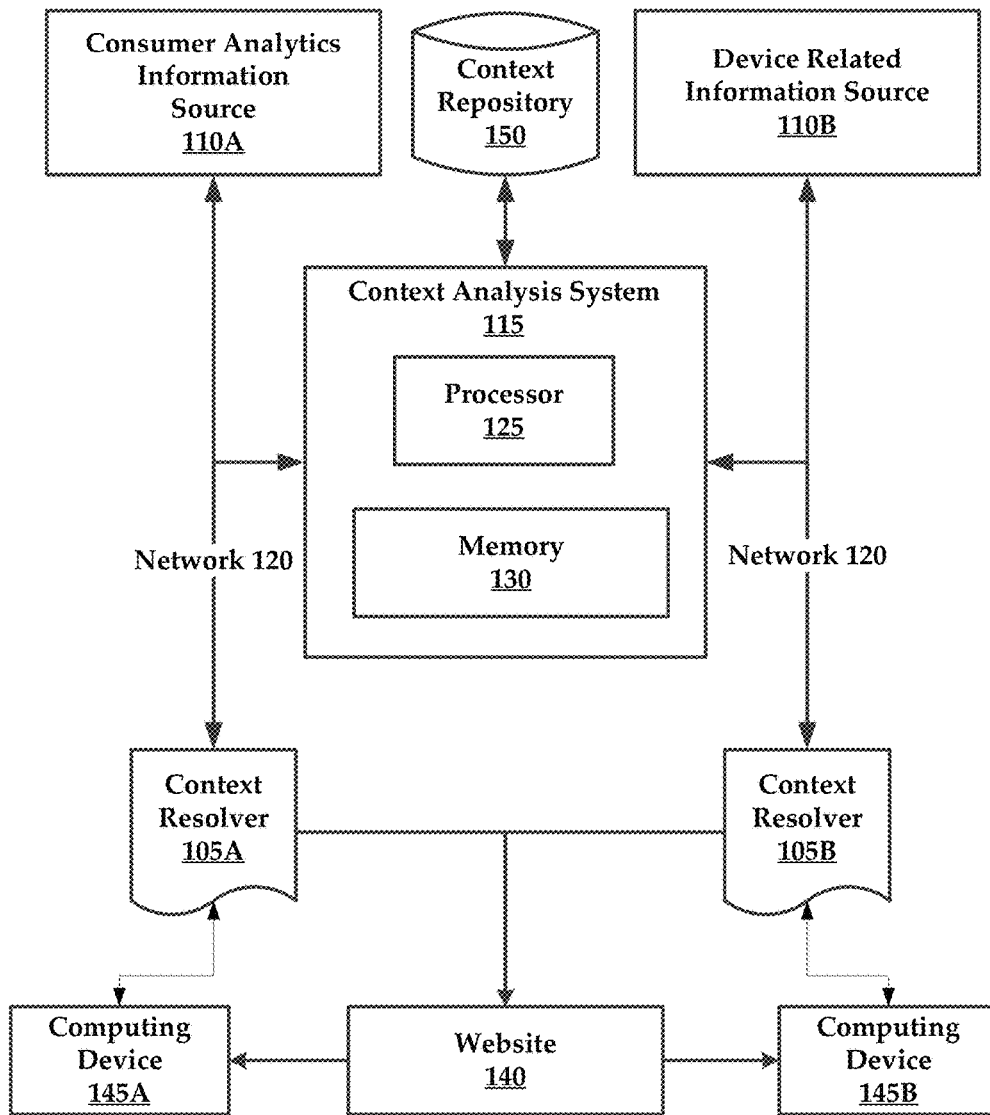 Consumer Analytics
Information
Source
110A
Context
Repository
150
Device Related
Information Source
110B
Context Analysis System
115
Processor
125
Memory
130
Network 120
Network 120
Context
Resolver
105A
Context
Resolver
105B
Computing
Device
145A
Website
140
Computing
Device
145B